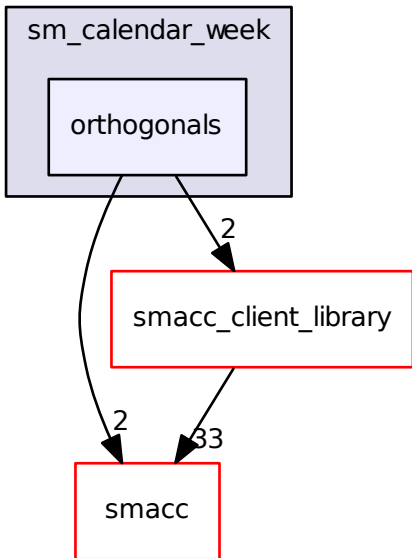 sm_calendar_week
orthogonals
2
smacc_client_library
2
33
smacc